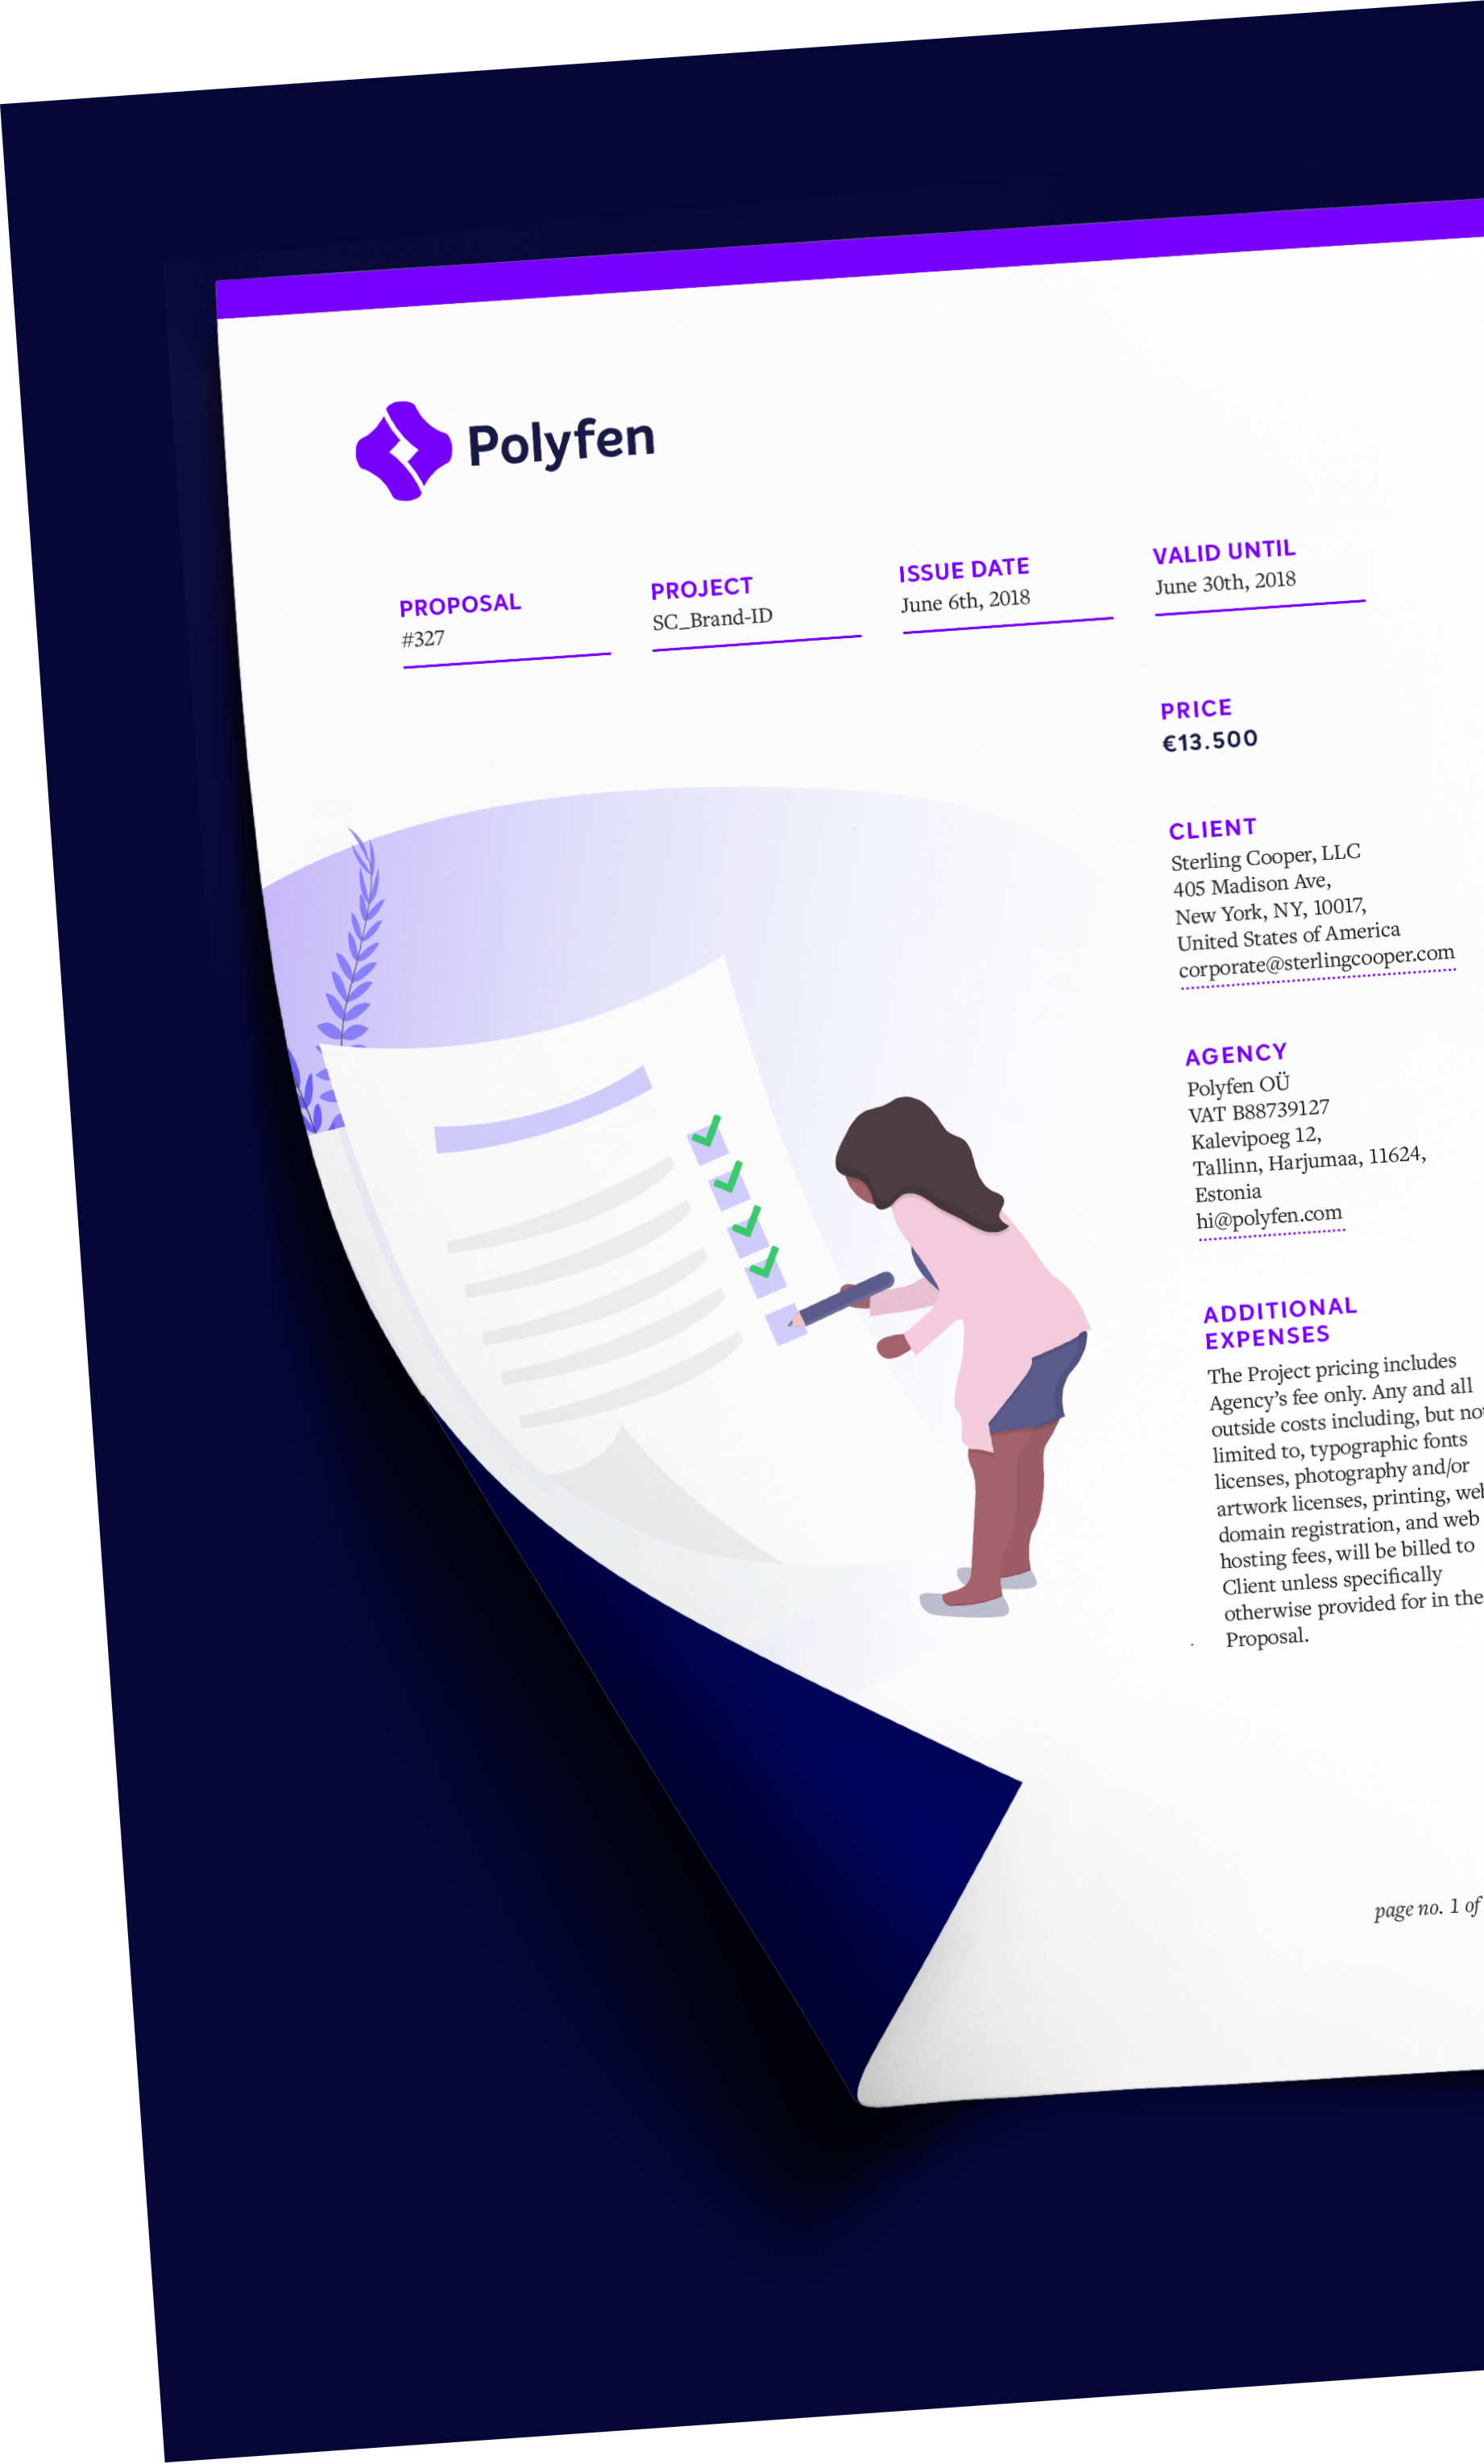 Polyfen
PROPOSAL
#327
PROJECT
SC_Brand-ID
ISSUE DATE
June 6th, 2018
VALID UNTIL
June 30th, 2018
PRICE
€13.500
CLIENT
Sterling Cooper, LLC
405 Madison Ave,
New York, NY, 10017,
United States of America
corporate@sterlingcooper.com
AGENCY
Polyfen OÜ
VAT B88739127
Kalevipoeg 12,
Tallinn, Harjumaa, 11624,
Estonia
hi@polyfen.com
ADDITIONAL
EXPENSES
The Project pricing includes
Agency’s fee only. Any and all
outside costs including, but
limited to, typographic fonts
licenses, photography and/or
artwork licenses, printing,
domain registration, and web
hosting fees, will be billed to
Client unless specifically
otherwise provided for in the
Proposal.
page no. 1 of